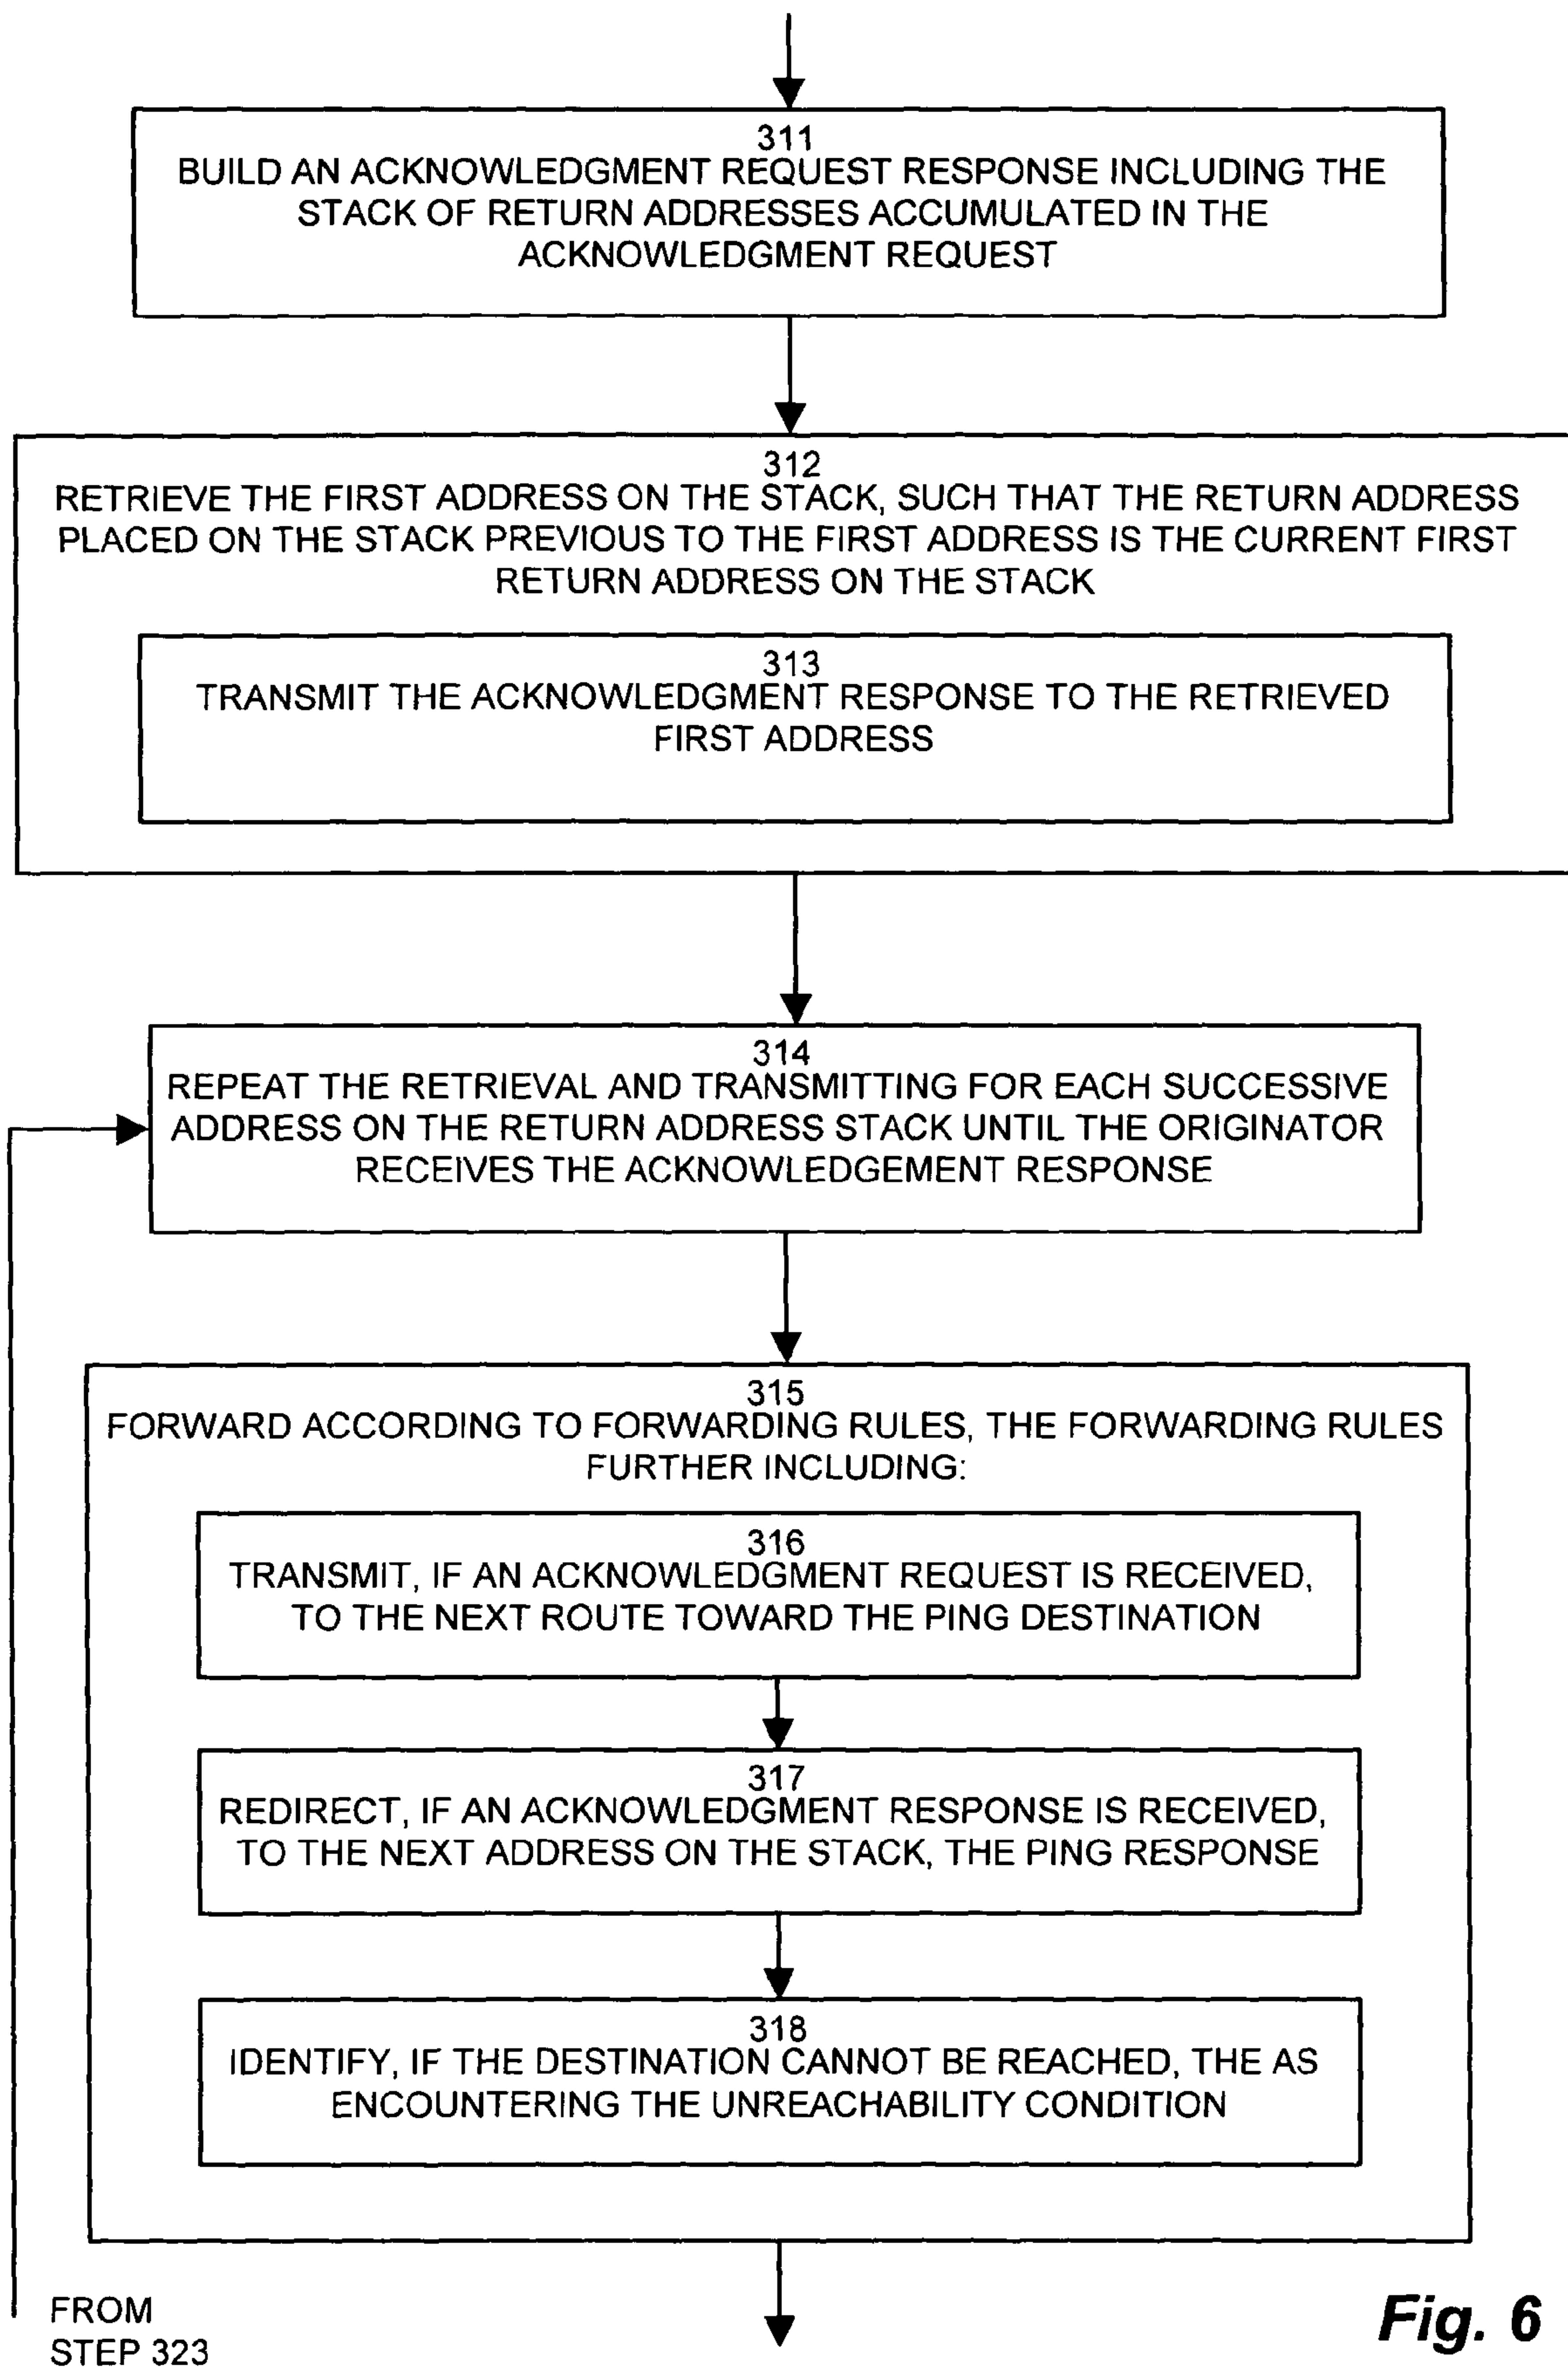 311
BUILD AN ACKNOWLEDGMENT REQUEST RESPONSE INCLUDING THE
STACK OF RETURN ADDRESSES ACCUMULATED IN THE
ACKNOWLEDGMENT REQUEST
312
RETRIEVE THE FIRST ADDRESS ON THE STACK, SUCH THAT THE RETURN ADDRESS
PLACED ON THE STACK PREVIOUS TO THE FIRST ADDRESS IS THE CURRENT FIRST
RETURN ADDRESS ON THE STACK
313
TRANSMIT THE ACKNOWLEDGMENT RESPONSE TO THE RETRIEVED
FIRST ADDRESS
314
REPEAT THE RETRIEVAL AND TRANSMITTING FOR EACH SUCCESSIVE
ADDRESS ON THE RETURN ADDRESS STACK UNTIL THE ORIGINATOR
RECEIVES THE ACKNOWLEDGEMENT RESPONSE
315
FORWARD ACCORDING TO FORWARDING RULES, THE FORWARDING RULES
FURTHER INCLUDING:
316
TRANSMIT, IF AN ACKNOWLEDGMENT REQUEST IS RECEIVED,
TO THE NEXT ROUTE TOWARD THE PING DESTINATION
317
REDIRECT, IF AN ACKNOWLEDGMENT RESPONSE IS RECEIVED,
TO THE NEXT ADDRESS ON THE STACK, THE PING RESPONSE
318
IDENTIFY, IF THE DESTINATION CANNOT BE REACHED, THE AS
ENCOUNTERING THE UNREACHABILITY CONDITION
FROM
STEP 323
Fig. 6